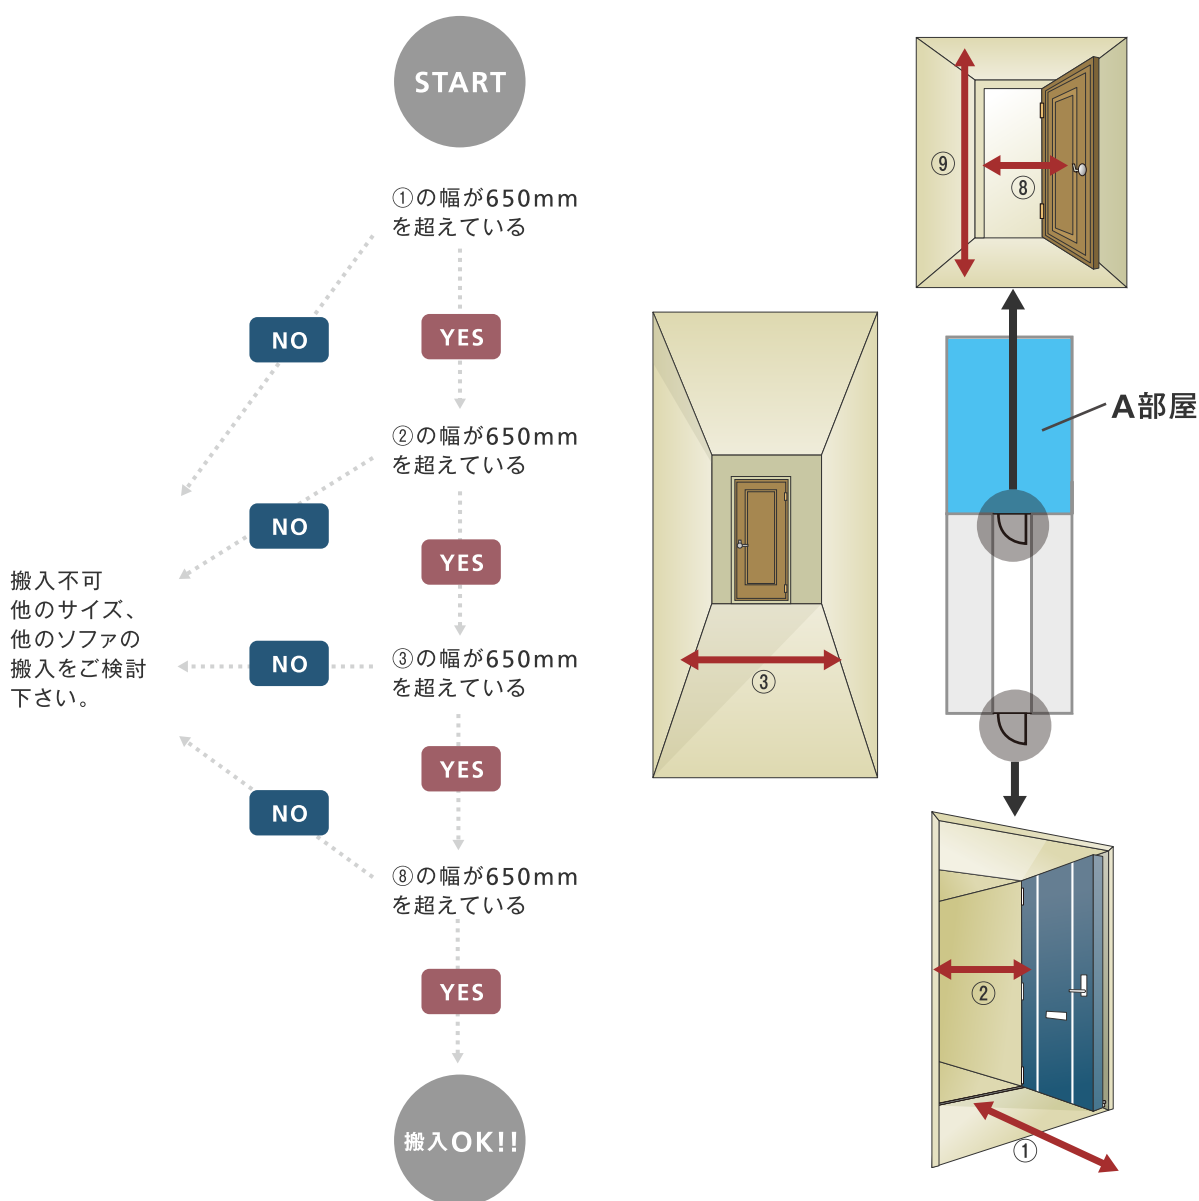 START
①の幅が650mm
を超えている
NO
YES
②の幅が650mm
を超えている
NO
YES
搬入不可
他のサイズ、
他のソファの
搬入をご検討
下さい。
③の幅が650mm
を超えている
NO
YES
⑧の幅が650mm
を超えている
NO
YES
搬入OK!!
③
⑨
⑧
A部屋
②
①